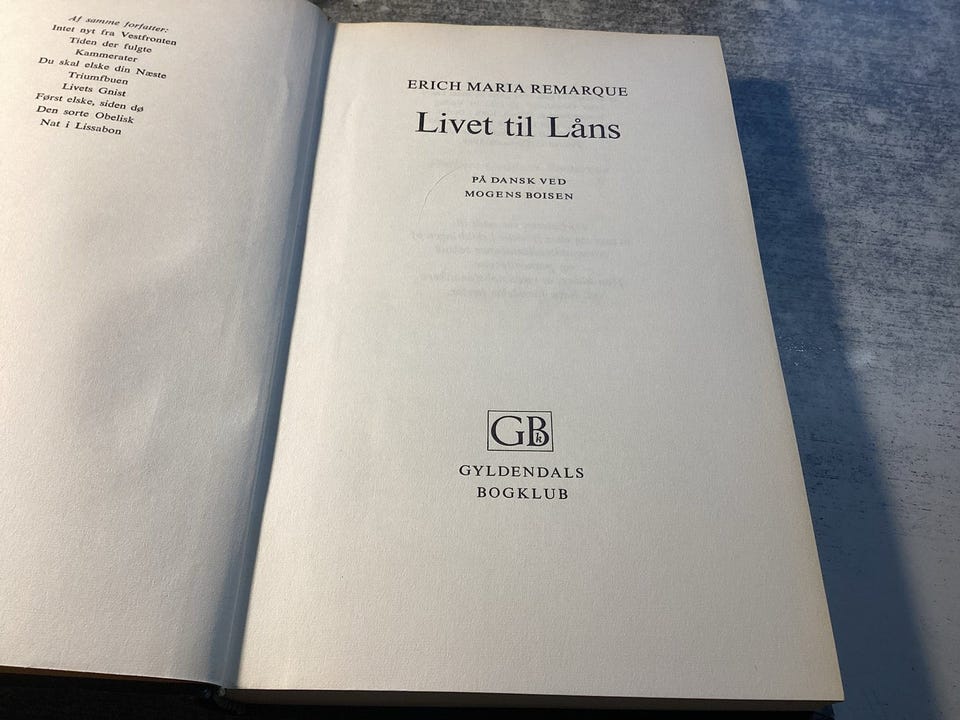 Af samme forfatter:
Intet nyt fra Vestfronten
Tiden der fulgte
Kammerater
Du skal elske din Næste
Triumfbuen
Livets Gnist
Først elske, siden dø
Den sorte Obelisk
Nat i Lissabon
ERICH MARIA REMARQUE
Livet til Låns
PÅ DANSK VED
MOGENS BOISEN
GBk
GYLDENDALS
BOGKLUB